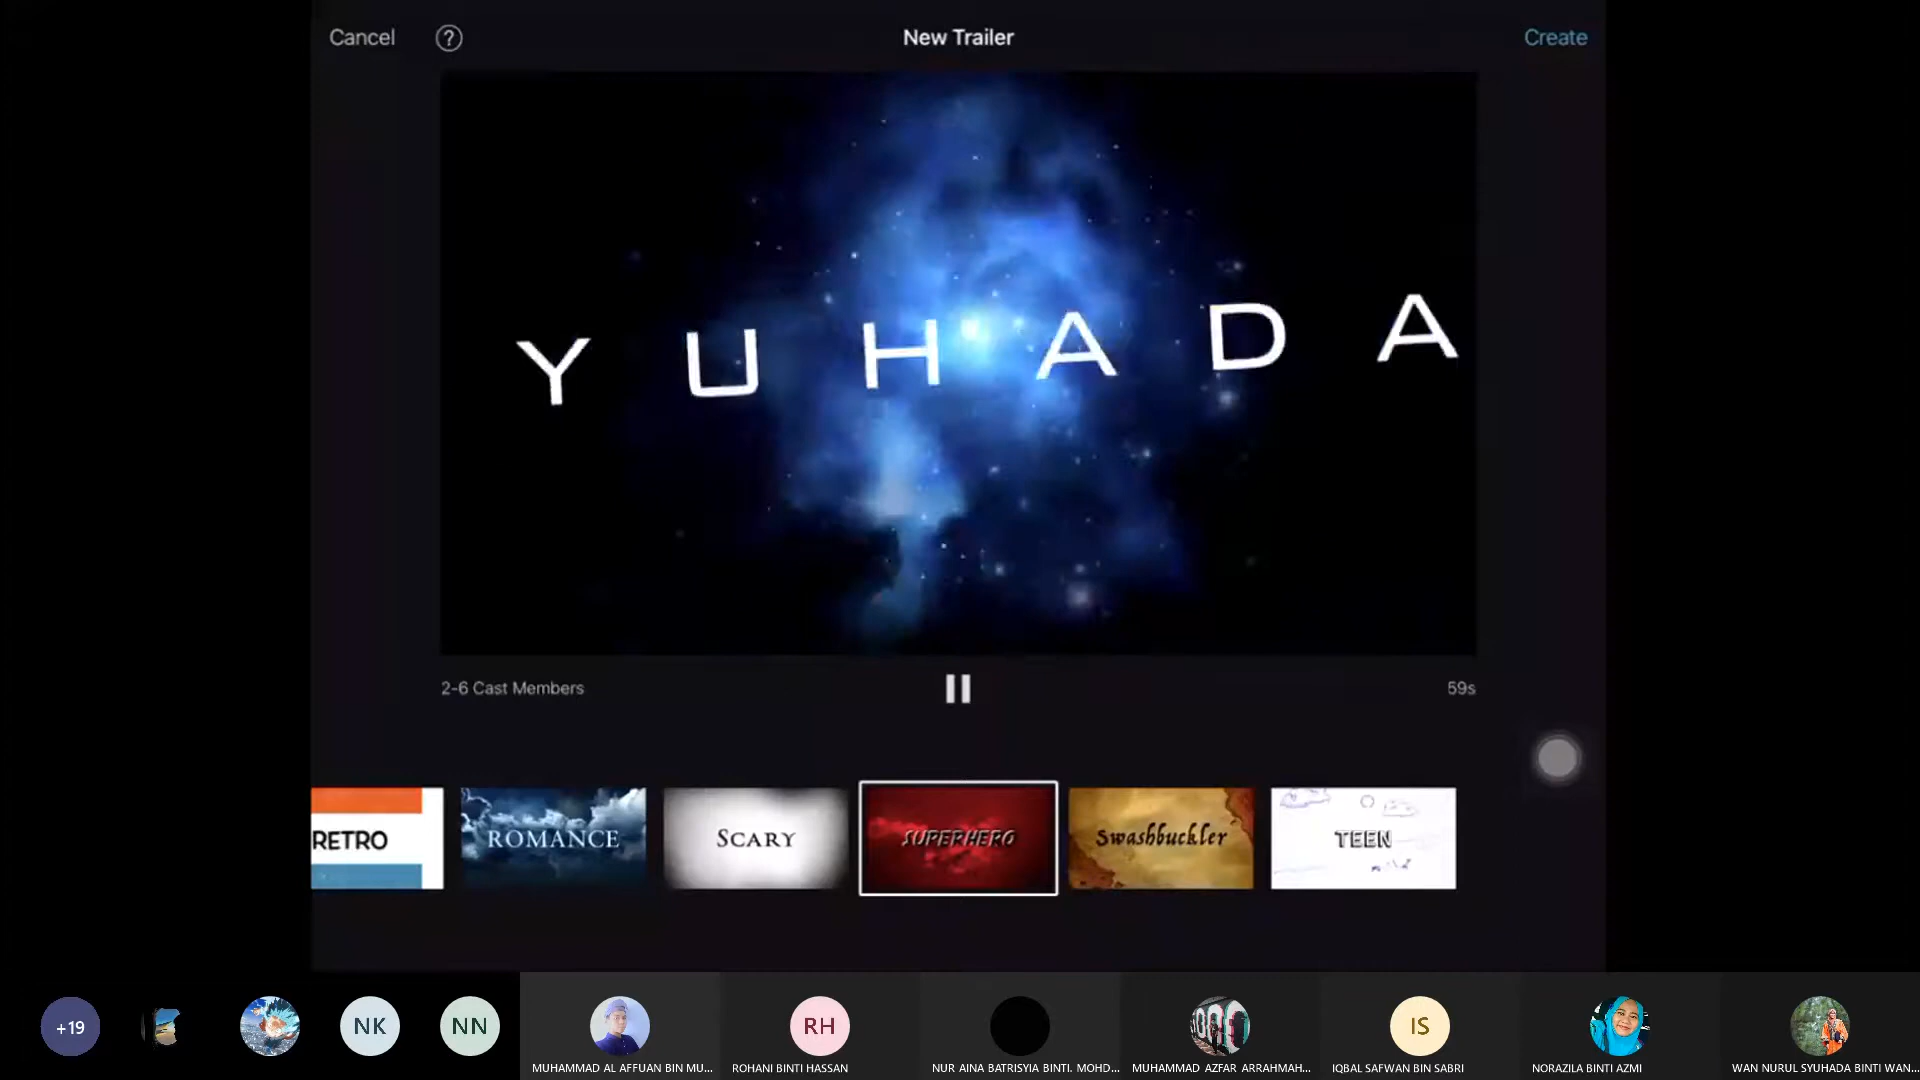 Cancel
?
New Trailer
Create
YUHADA
2-6 Cast Members
59s
RETRO
ROMANCE
SCARY
SUPERHERO
Swashbuckler
TEEN
+19
NK
NN
RH
IS
MUHAMMAD AL AFFUAN BIN MU...
ROHANI BINTI HASSAN
NUR AINA BATRISYIA BINTI. MOHD...
MUHAMMAD AZFAR ARRAHMAH...
IQBAL SAFWAN BIN SABRI
NORAZILA BINTI AZMI
WAN NURUL SYUHADA BINTI WAN...